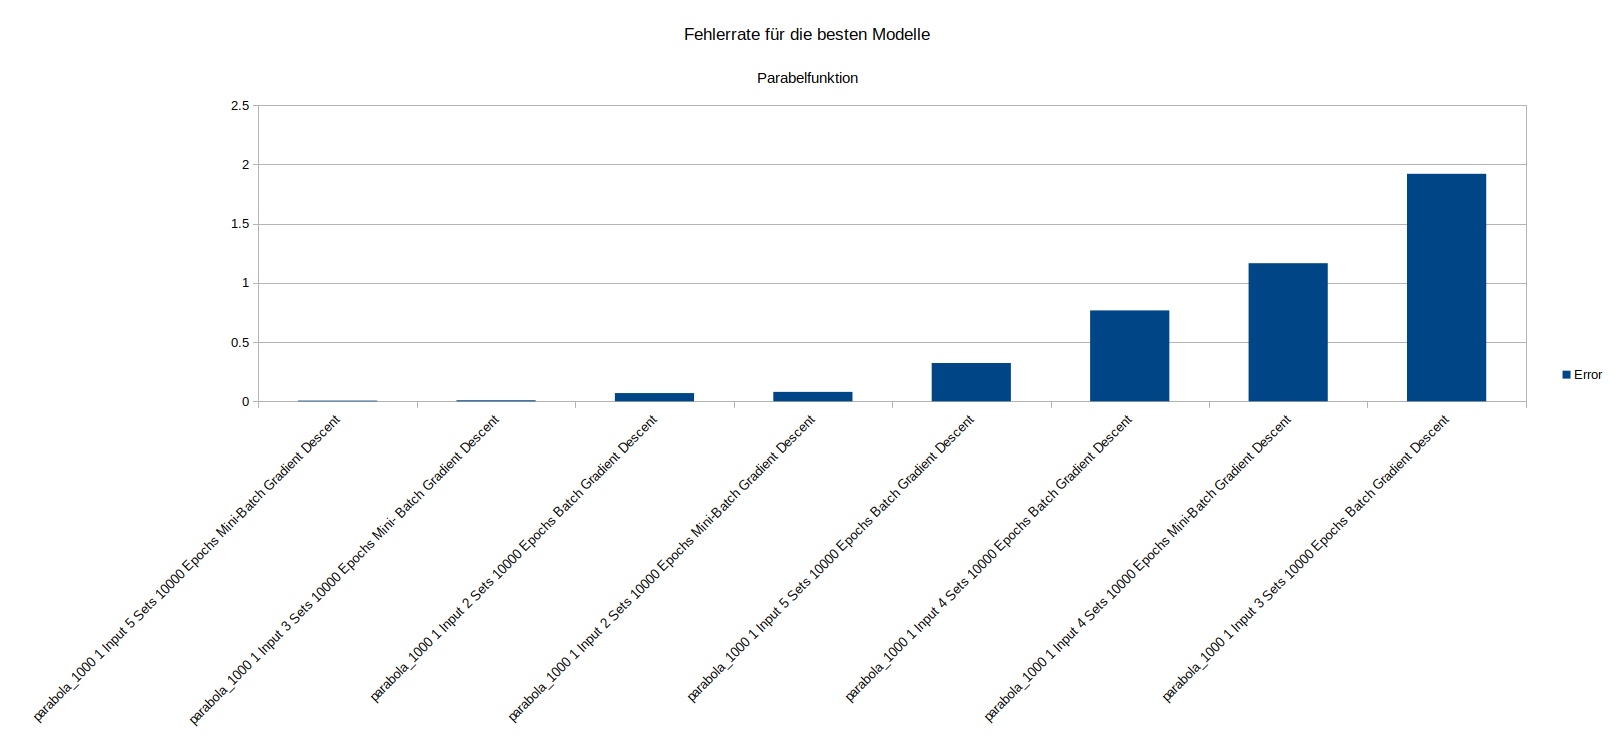 Fehlerrate für die besten Modelle
Parabelfunktion
2.5
2
1.5
1
0.5
0
parabola_1000 1 Input 5 Sets 10000 Epochs Mini-Batch Gradient Descent
parabola_1000 1 Input 3 Sets 10000 Epochs Mini- Batch Gradient Descent
parabola_1000 1 Input 2 Sets 10000 Epochs Batch Gradient Descent
parabola_1000 1 Input 2 Sets 10000 Epochs Mini-Batch Gradient Descent
parabola_1000 1 Input 5 Sets 10000 Epochs Batch Gradient Descent
parabola_1000 1 Input 4 Sets 10000 Epochs Batch Gradient Descent
parabola_1000 1 Input 4 Sets 10000 Epochs Mini-Batch Gradient Descent
parabola_1000 1 Input 3 Sets 10000 Epochs Batch Gradient Descent
Error